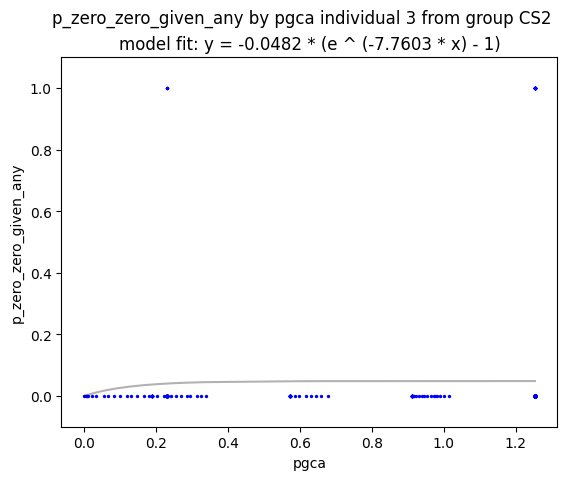 p_zero_zero_given_any by pgca individual 3 from group CS2
model fit: y = -0.0482 * (e ^ (-7.7603 * x) - 1)
1.0
0.8
0.6
0.4
0.2
0.0
p_zero_zero_given_any
0.0 0.2 0.4 0.6 0.8 1.0 1.2
pgca